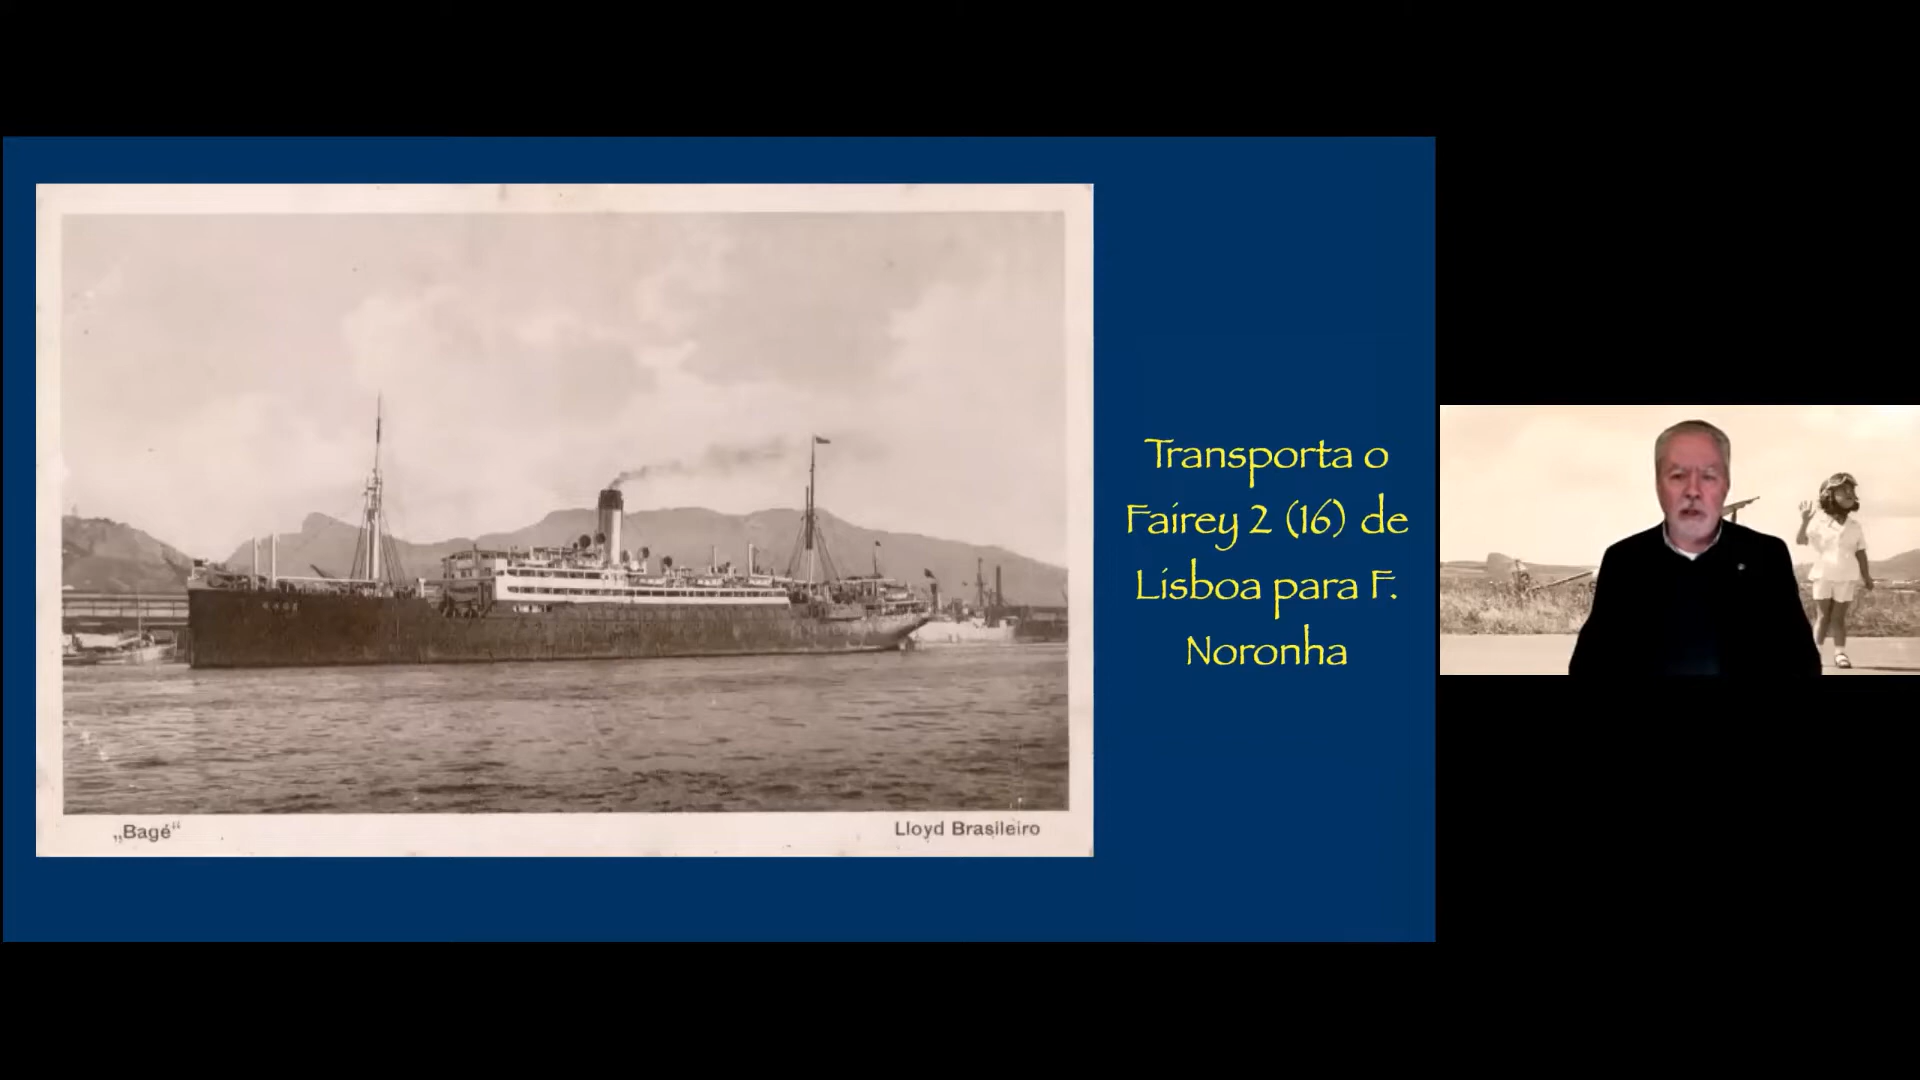 Transporta o
Fairey 2 (16) de
Lisboa para F.
Noronha
„Bagé“
Lloyd Brasileiro